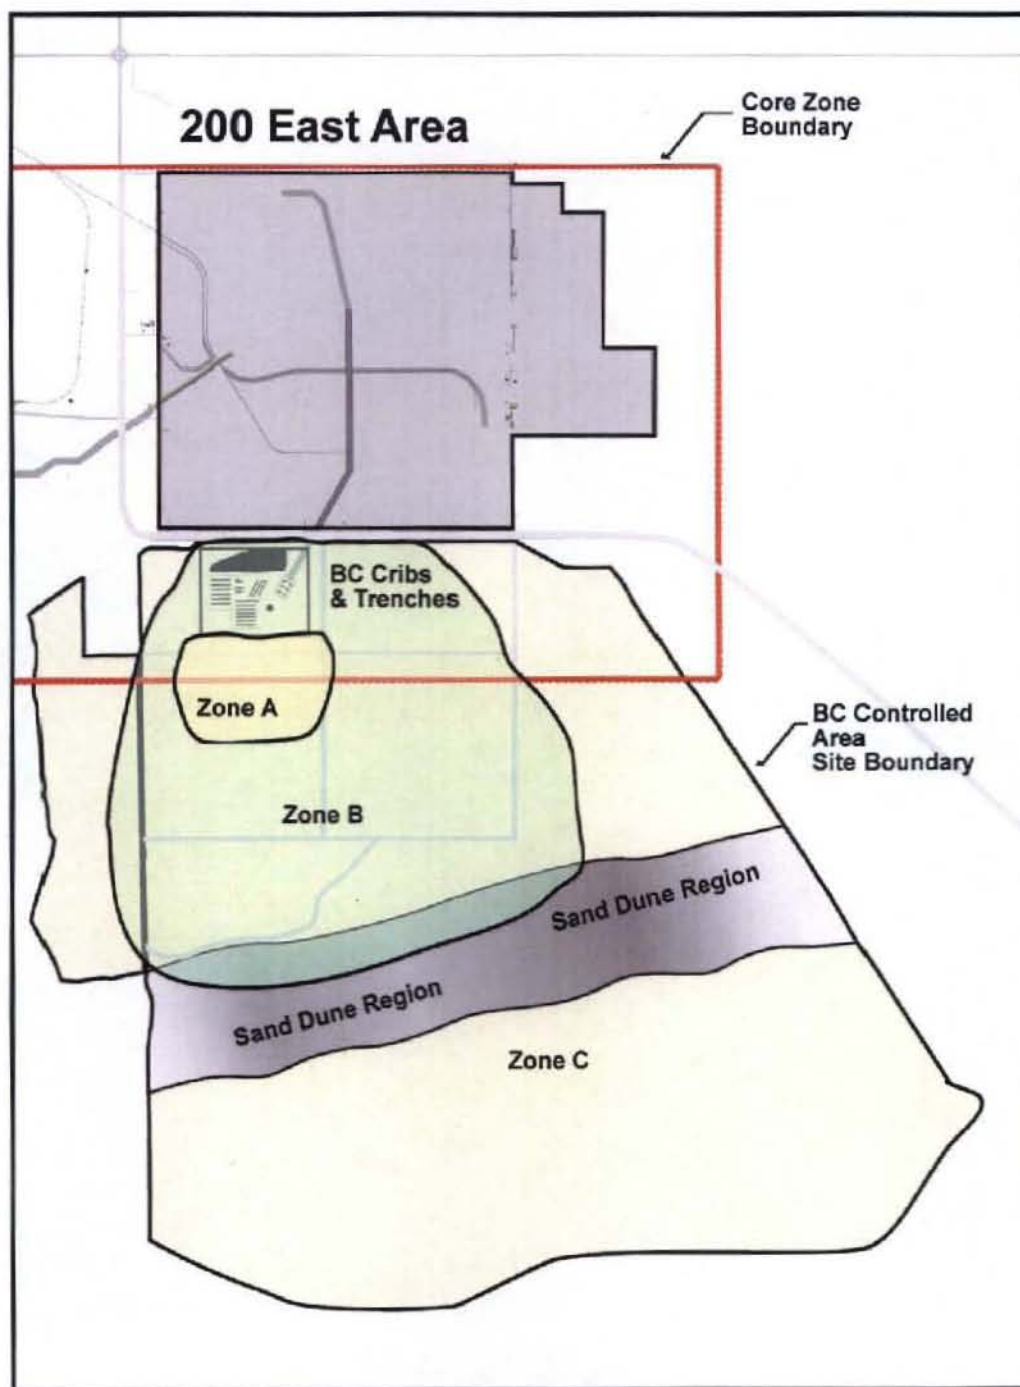 200 East Area
Core Zone
Boundary
BC Cribs
& Trenches
Zone A
BC Controlled
Area
Site Boundary
Zone B
Sand Dune Region
Sand Dune Region
Zone C